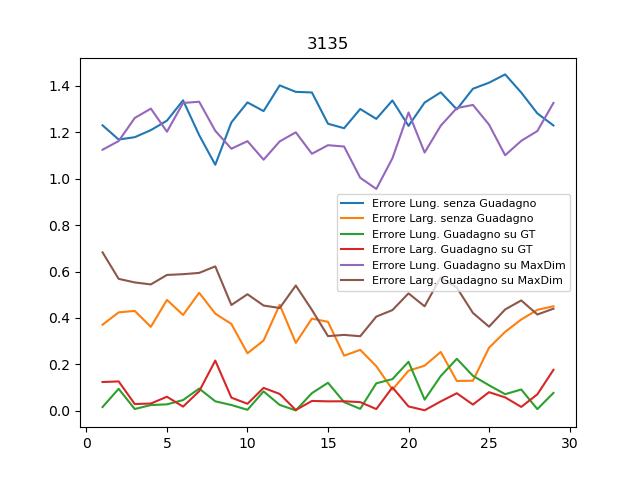 3135
1.4
1.2
1.0
0.8
0.6
0.4
0.2
0.0
Errore Lung. senza Guadagno
Errore Larg. senza Guadagno
Errore Lung. Guadagno su GT
Errore Larg. Guadagno su GT
Errore Lung. Guadagno su MaxDim
Errore Larg. Guadagno su MaxDim
0 5 10 15 20 25 30